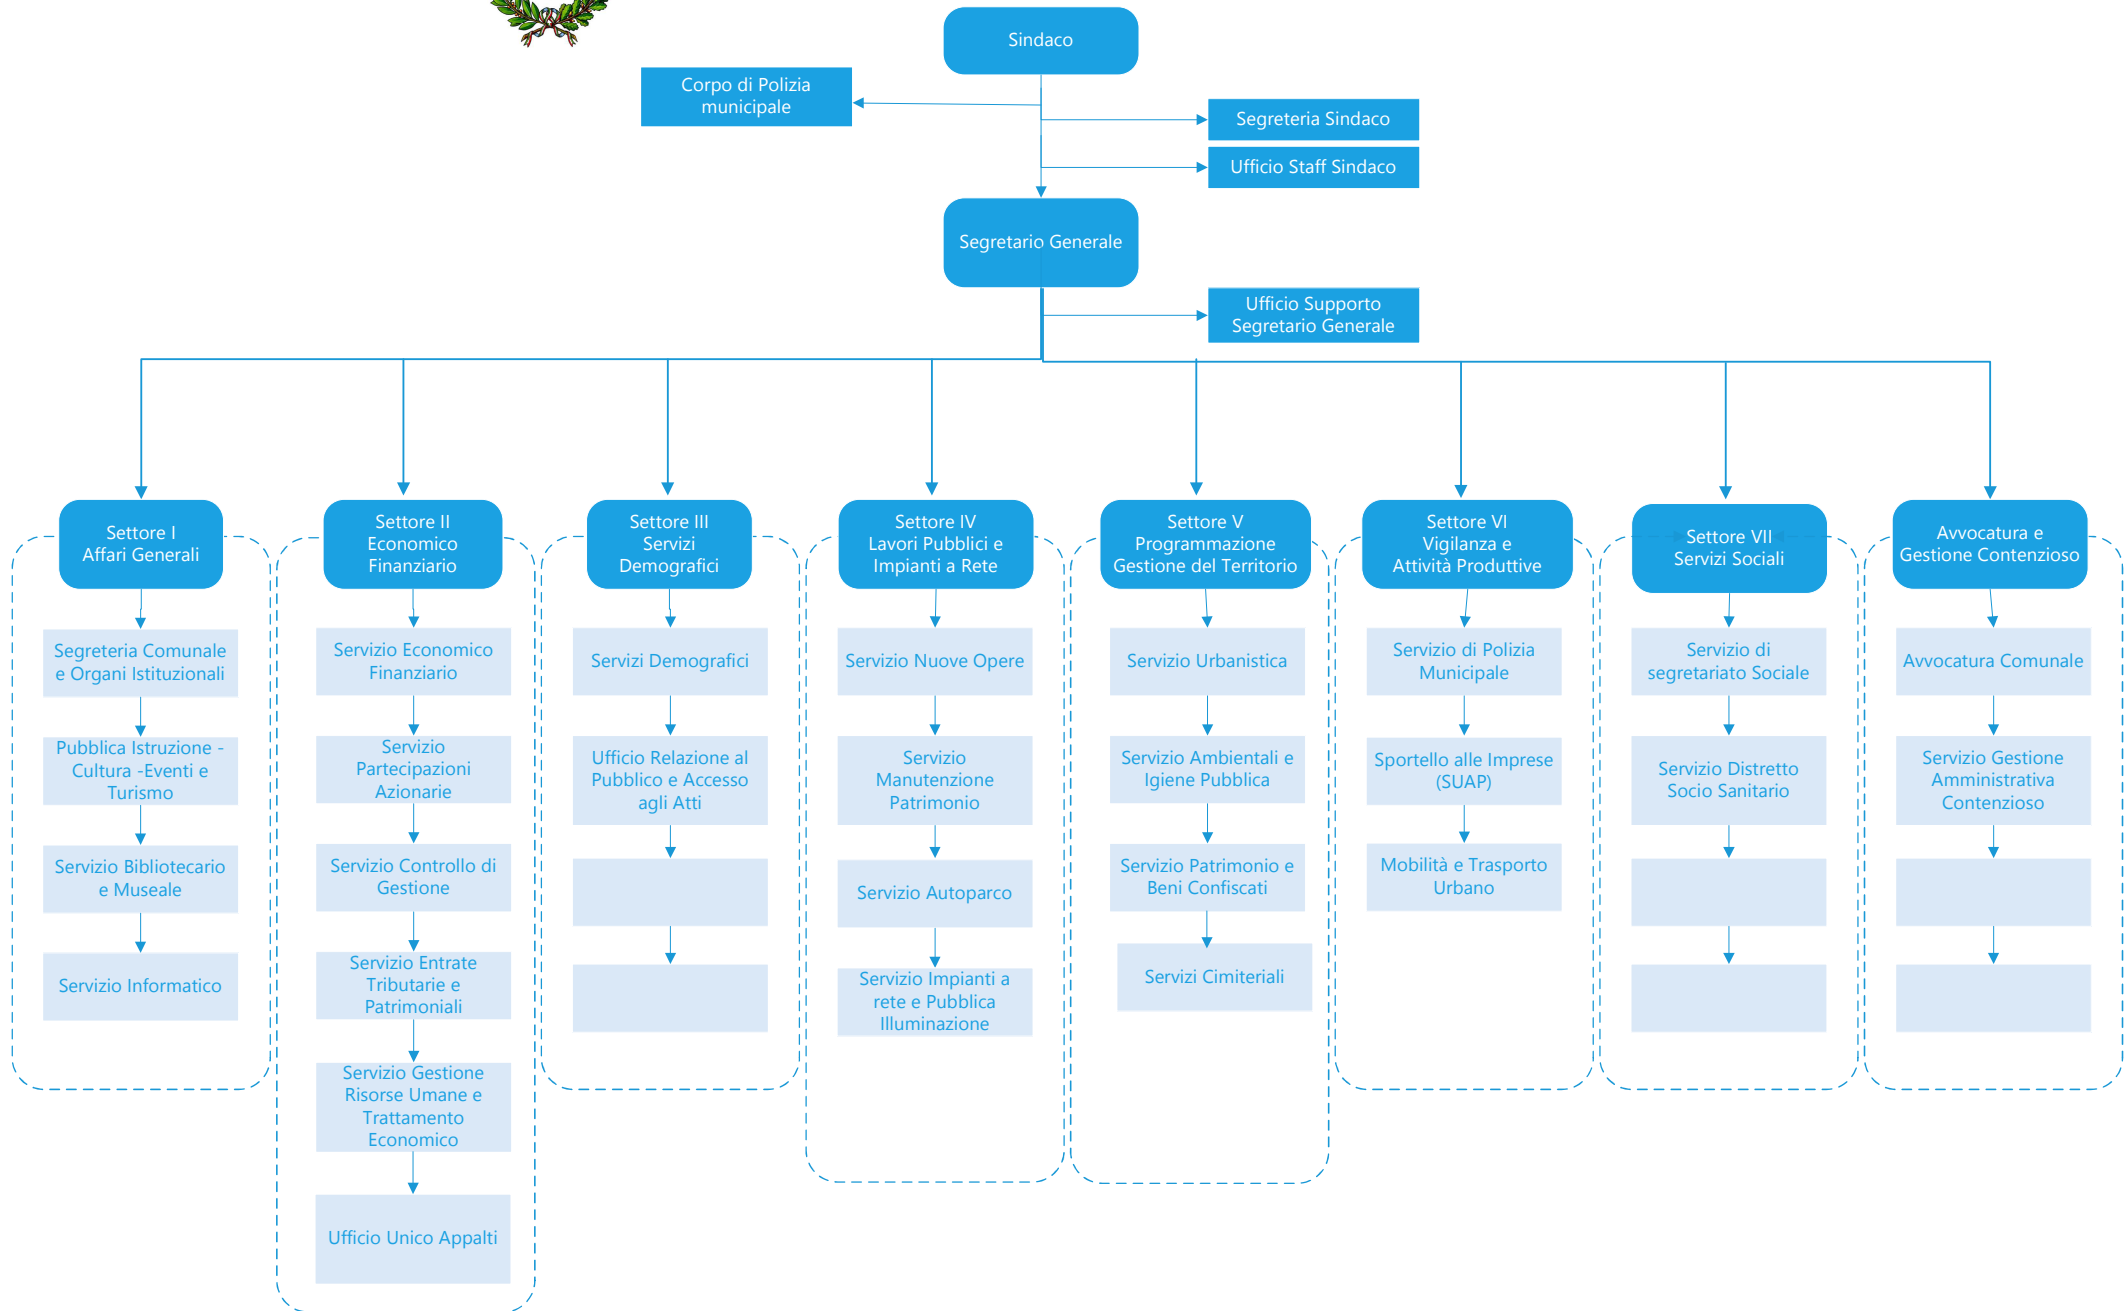 Sindaco
Corpo di Polizia
municipale
Segreteria Sindaco
Ufficio Staff Sindaco
Segretario Generale
Ufficio Supporto
Segretario Generale
Settore I
Affari Generali
Segreteria Comunale
e Organi Istituzionali
Pubblica Istruzione -
Cultura -Eventi e
Turismo
Servizio Bibliotecario
e Museale
Servizio Informatico
Settore II
Economico
Finanziario
Servizio Economico
Finanziario
Servizio
Partecipazioni
Azionarie
Servizio Controllo di
Gestione
Servizio Entrate
Tributarie e
Patrimoniali
Servizio Gestione
Risorse Umane e
Trattamento
Economico
Ufficio Unico Appalti
Settore III
Servizi
Demografici
Servizi Demografici
Ufficio Relazione al
Pubblico e Accesso
agli Atti
Settore IV
Lavori Pubblici e
Impianti a Rete
Servizio Nuove Opere
Servizio
Manutenzione
Patrimonio
Servizio Autoparco
Servizio Impianti a
rete e Pubblica
Illuminazione
Settore V
Programmazione
Gestione del Territorio
Servizio Urbanistica
Servizio Ambientali e
Igiene Pubblica
Servizio Patrimonio e
Beni Confiscati
Servizi Cimiteriali
Settore VI
Vigilanza e
Attività Produttive
Servizio di Polizia
Municipale
Sportello alle Imprese
(SUAP)
Mobilità e Trasporto
Urbano
Settore VII
Servizi Sociali
Servizio di
segretariato Sociale
Servizio Distretto
Socio Sanitario
Avvocatura e
Gestione Contenzioso
Avvocatura Comunale
Servizio Gestione
Amministrativa
Contenzioso